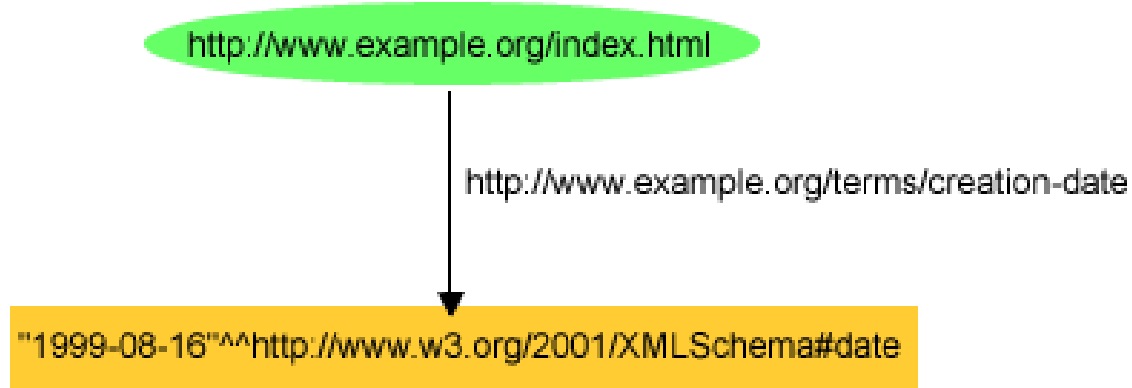 http://www.example.org/index.html
http://www.example.org/terms/creation-date
"1999-08-16"^^http://www.w3.org/2001/XMLSchema#date